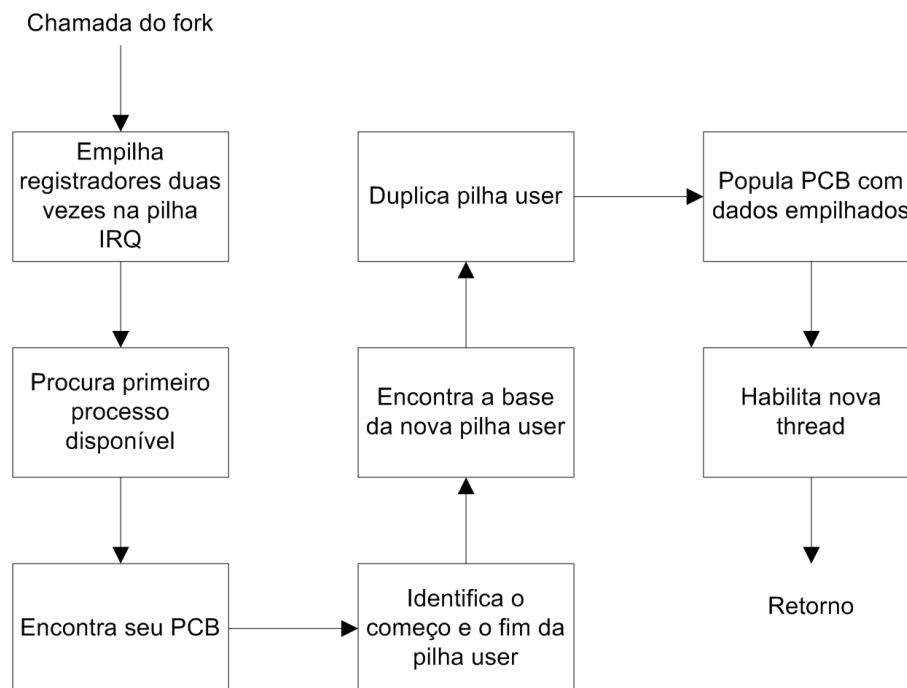 Chamada do fork
Empilha
registradores duas
vezes na pilha
IRQ
Procura primeiro
processo
disponível
Encontra seu PCB
Identifica o
começo e o fim da
pilha user
Encontra a base
da nova pilha user
Duplica pilha user
Popula PCB com
dados empilhados
Habilita nova
thread
Retorno